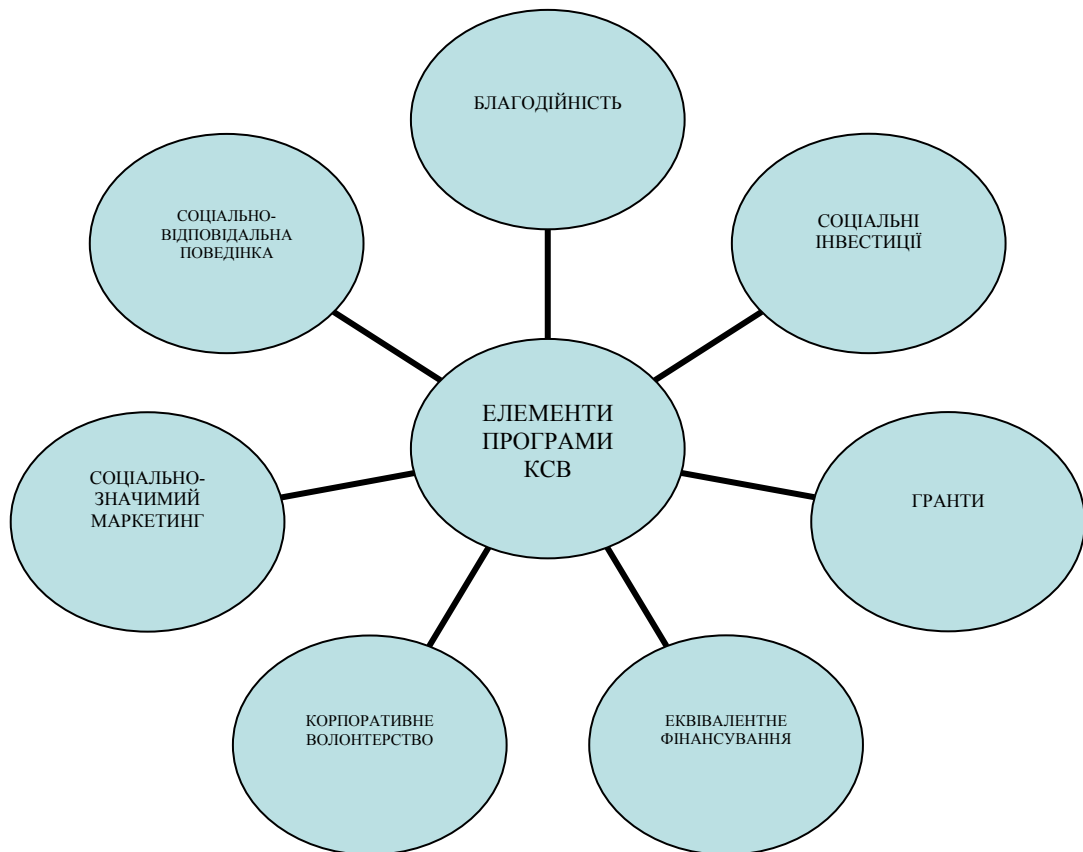 БЛАГОДІЙНІСТЬ
СОЦІАЛЬНО-
ВІДПОВІДАЛЬНА
ПОВЕДІНКА
СОЦІАЛЬНІ
ІНВЕСТИЦІЇ
ЕЛЕМЕНТИ
ПРОГРАМИ
КСВ
СОЦІАЛЬНО-
ЗНАЧИМИЙ
МАРКЕТИНГ
ГРАНТИ
КОРПОРАТИВНЕ
ВОЛОНТЕРСТВО
ЕКВІВАЛЕНТНЕ
ФІНАНСУВАННЯ